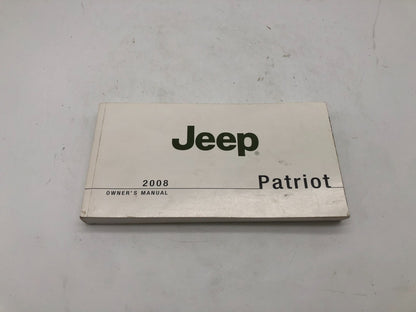 Jeep®
2008 Patriot
OWNER'S MANUAL